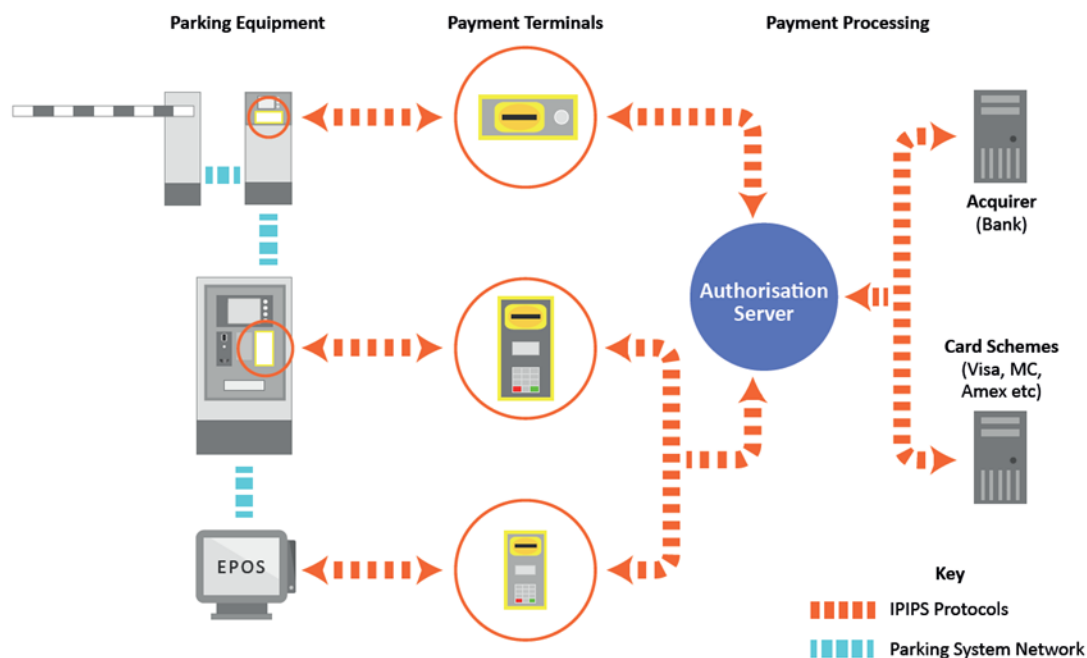 Parking Equipment
Payment Terminals
Payment Processing
Acquirer
(Bank)
Authorisation
Server
Card Schemes
(Visa, MC,
Amex etc)
EPOS
Key
IPIPS Protocols
Parking System Network